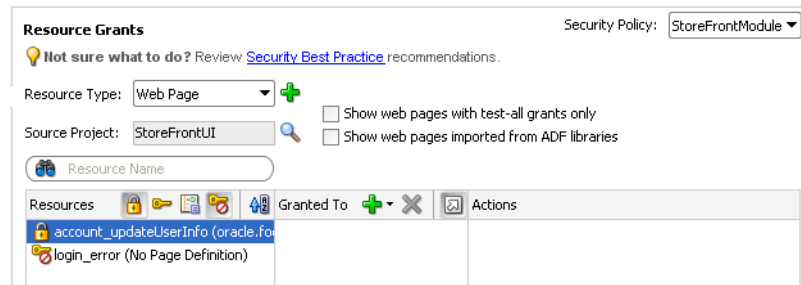 Resource Grants
Security Policy: StoreFrontModule
Not sure what to do? Review Security Best Practice recommendations.
Resource Type: Web Page
Show web pages with test-all grants only
Source Project: StoreFrontUI
Show web pages imported from ADF libraries
Resource Name
Resources Granted To Actions
account_updateUserInfo (oracle.fo
login_error (No Page Definition)